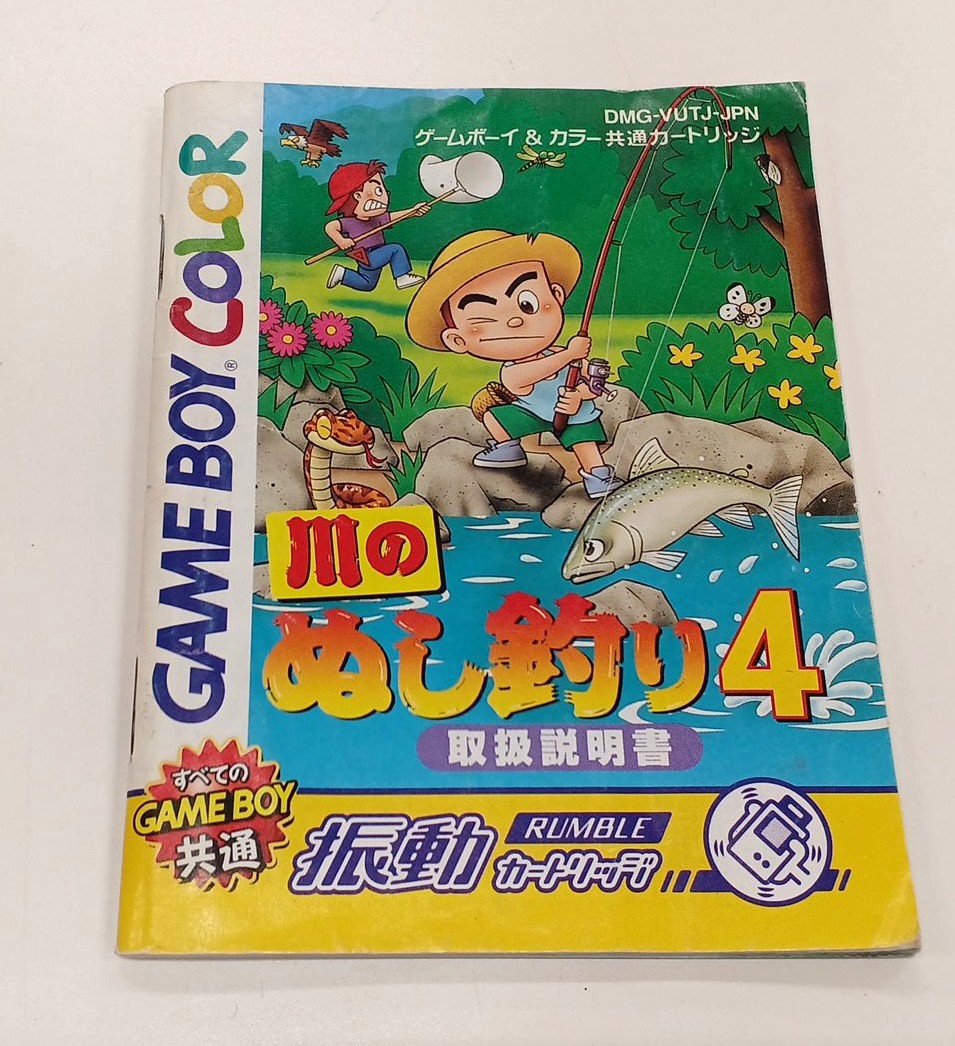 DMG-VUTJ-JPN
ゲームボーイ & カラー共通カートリッジ
GAME BOY® COLOR
川の
ぬし釣り4
取扱説明書
すべての
GAME BOY
共通
振動
RUMBLE
カートリッジ